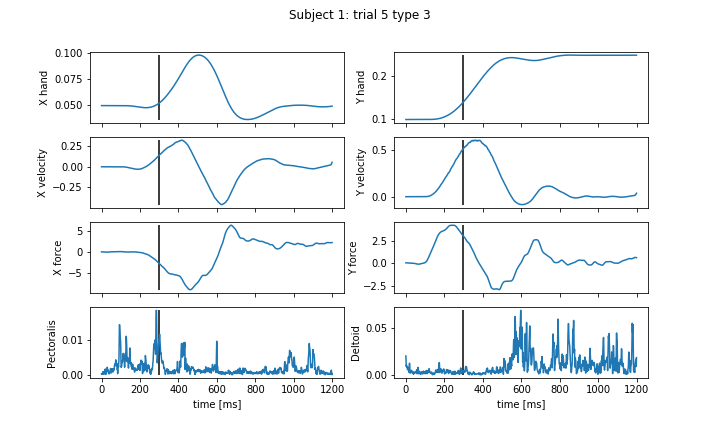 Subject 1: trial 5 type 3
X hand
0.100
0.075
0.050
Y hand
0.2
0.1
X velocity
0.25
0.00
−0.25
Y velocity
0.5
0.0
X force
5
0
−5
Y force
2.5
0.0
−2.5
Pectoralis
0.01
0.00
0 200 400 600 800 1000 1200
time [ms]
Deltoid
0.05
0.00
0 200 400 600 800 1000 1200
time [ms]